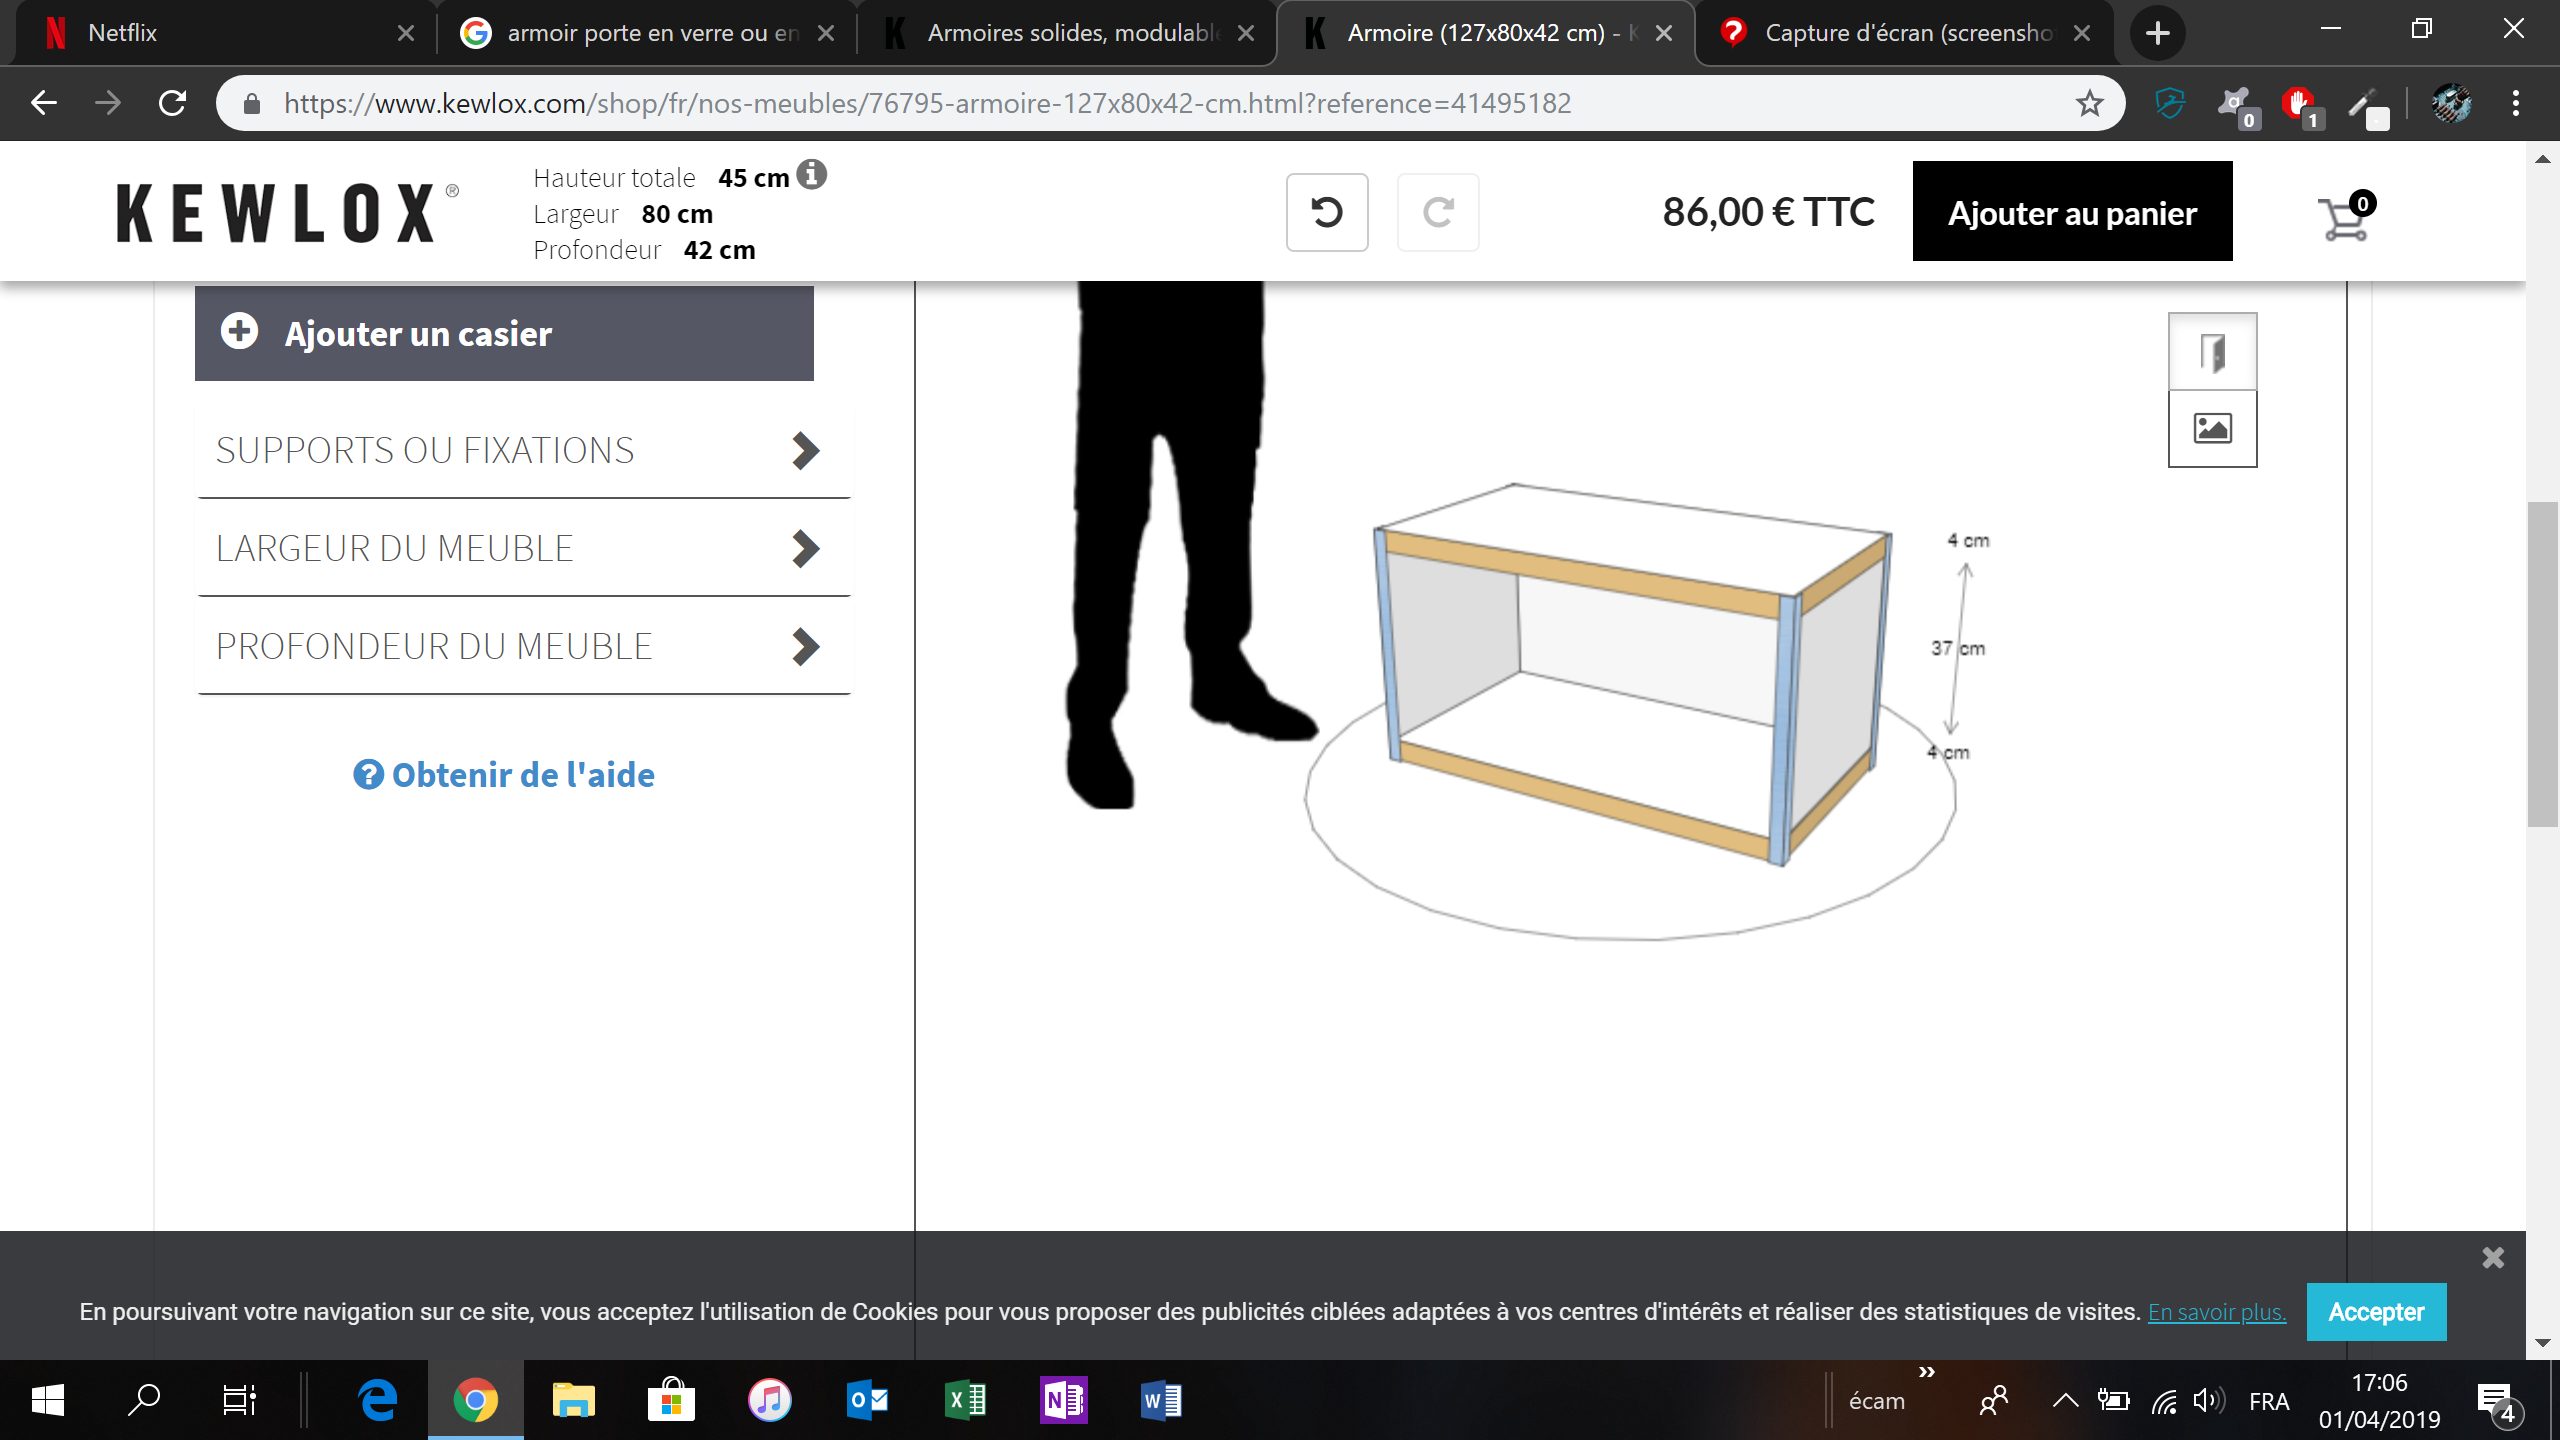 Netflix
armoir porte en verre ou en
Armoires solides, modulable
Armoire (127x80x42 cm) - K
Capture d'écran (screensho
https://www.kewlox.com/shop/fr/nos-meubles/76795-armoire-127x80x42-cm.html?reference=41495182
0
1
KEWLOX®
Hauteur totale 45 cm
Largeur 80 cm
Profondeur 42 cm
86,00 € TTC
Ajouter au panier
0
Ajouter un casier
SUPPORTS OU FIXATIONS
LARGEUR DU MEUBLE
PROFONDEUR DU MEUBLE
Obtenir de l'aide
4 cm
37 cm
4 cm
En poursuivant votre navigation sur ce site, vous acceptez l'utilisation de Cookies pour vous proposer des publicités ciblées adaptées à vos centres d'intérêts et réaliser des statistiques de visites. En savoir plus.
Accepter
écam
FRA
17:06
01/04/2019
4